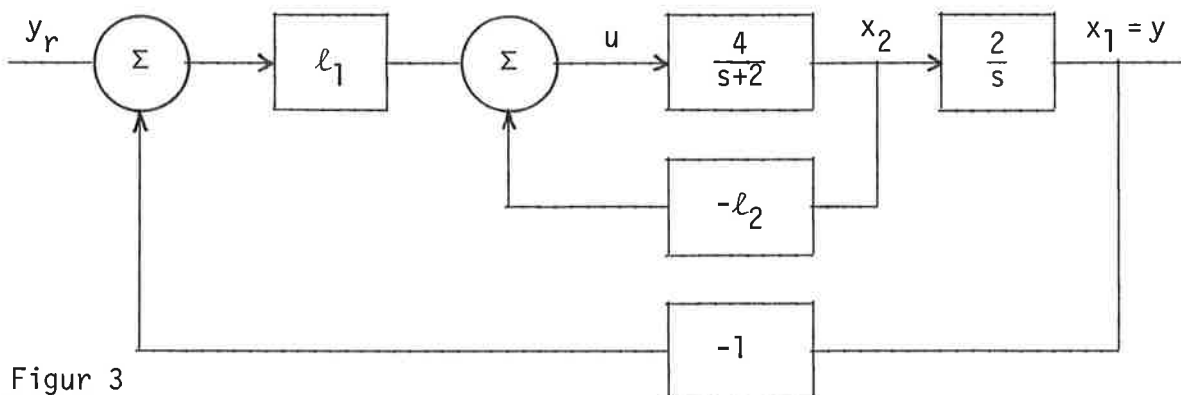 y_r
Σ
ℓ_1
Σ
u
4
s+2
x_2
2
s
x_1 = y
-ℓ_2
-1
Figur 3